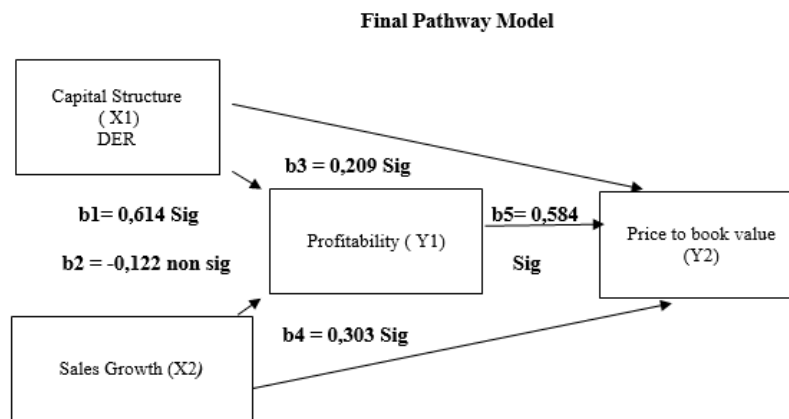 Final Pathway Model
Capital Structure
( X1)
DER
b3 = 0,209 Sig
b1= 0,614 Sig
b2 = -0,122 non sig
Profitability ( Y1)
b5= 0,584
Sig
Price to book value
(Y2)
b4 = 0,303 Sig
Sales Growth (X2)